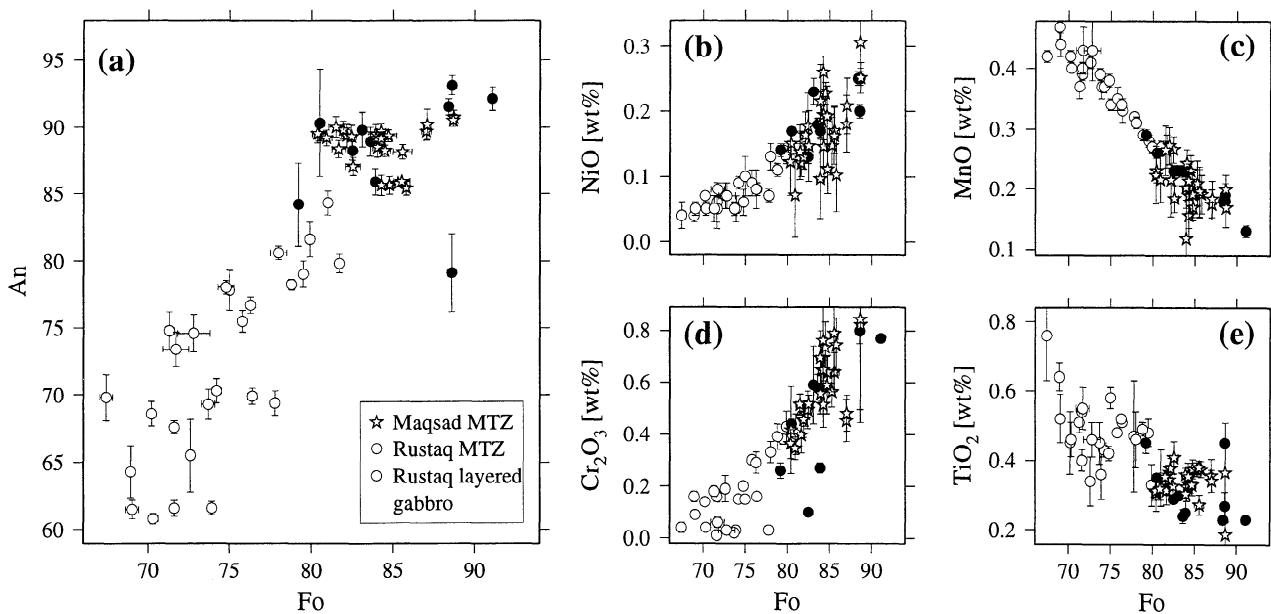 (a)
95
90
85
80
75
70
65
60
An
70 75 80 85 90
Fo
☆ Maqsad MTZ
○ Rustaq MTZ
○ Rustaq layered
gabbro
(b)
0.3
0.2
0.1
0.0
NiO [wt%]
(c)
0.4
0.3
0.2
0.1
MnO [wt%]
(d)
0.8
0.6
0.4
0.2
0.0
Cr₂O₃ [wt%]
70 75 80 85 90
Fo
(e)
0.8
0.6
0.4
0.2
TiO₂ [wt%]
70 75 80 85 90
Fo